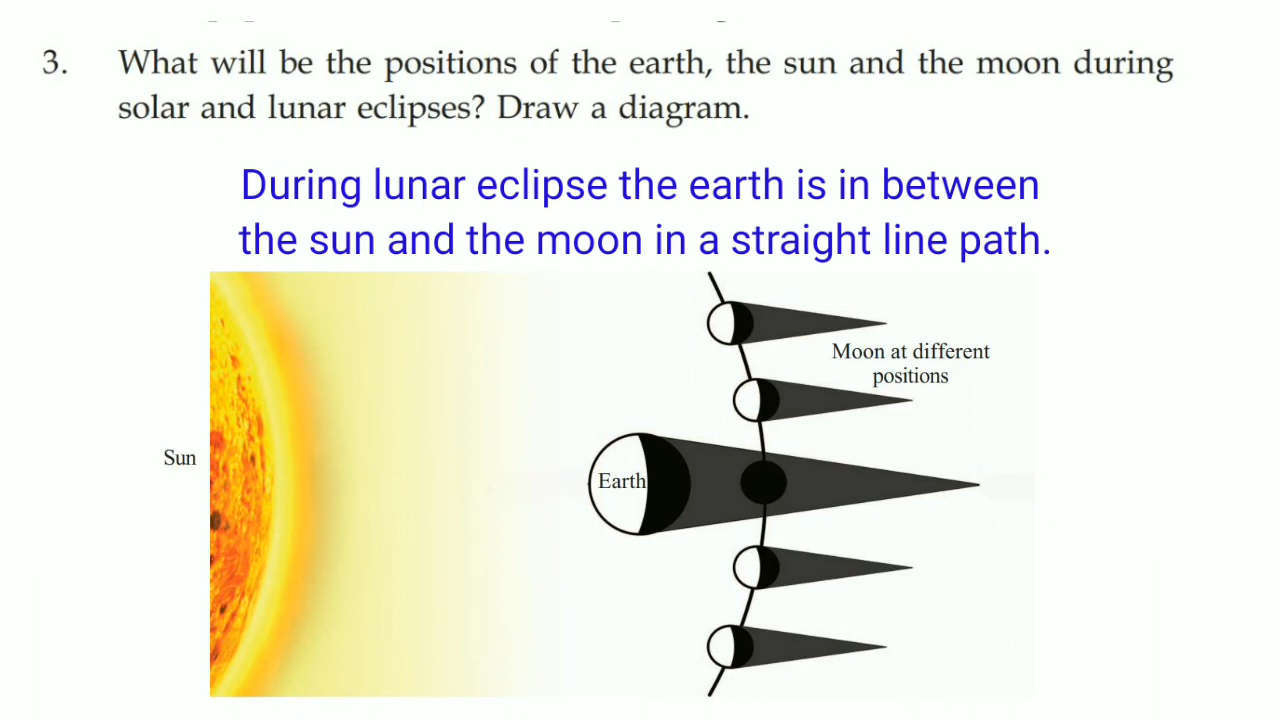 3. What will be the positions of the earth, the sun and the moon during
solar and lunar eclipses? Draw a diagram.
During lunar eclipse the earth is in between
the sun and the moon in a straight line path.
Moon at different
positions
Sun
Earth